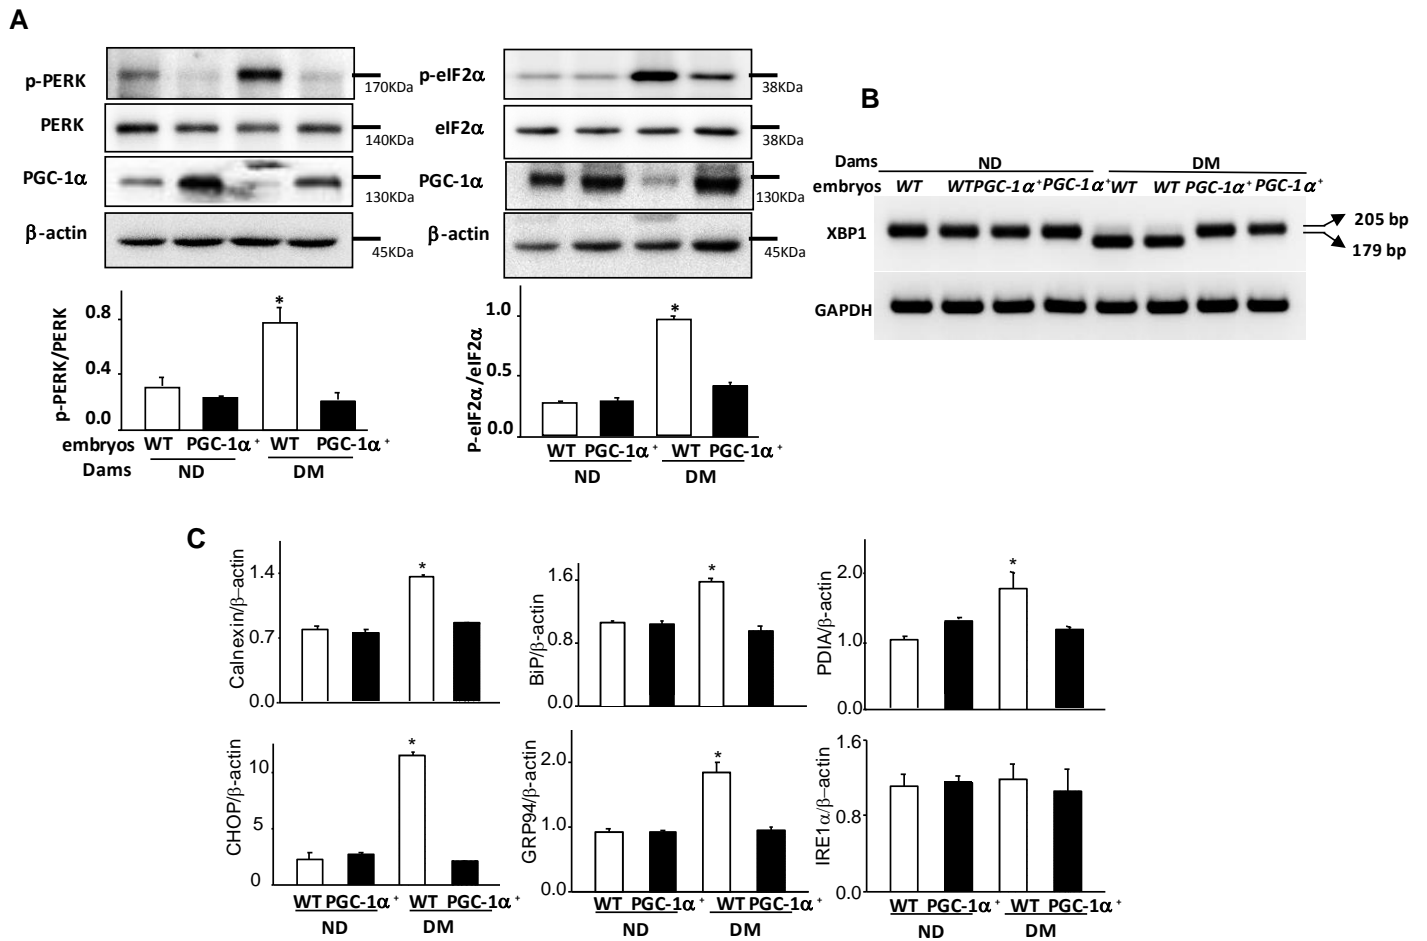 A
p-PERK
170KDa
PERK
140KDa
PGC-1α
130KDa
β-actin
45KDa
p-PERK/PERK
0.8
0.4
0.0
*
embryos WT PGC-1α+ WT PGC-1α+
Dams ND DM
p-eIF2α
38KDa
eIF2α
38KDa
PGC-1α
130KDa
β-actin
45KDa
P-eIF2α/eIF2α
1.0
0.5
0.0
*
WT PGC-1α+ WT PGC-1α+
ND DM
B
Dams ND DM
embryos WT WT PGC-1α+ PGC-1α+ WT WT PGC-1α+ PGC-1α+
XBP1
205 bp
179 bp
GAPDH
C
Calnexin/β-actin
1.4
0.7
0.0
*
BiP/β-actin
1.6
0.8
0.0
*
PDIA/β-actin
2.0
1.0
0.0
*
CHOP/β-actin
10
5
0
*
WT PGC-1α+ WT PGC-1α+
ND DM
GRP94/β-actin
2.0
1.0
0.0
*
WT PGC-1α+ WT PGC-1α+
ND DM
IRE1α/β-actin
1.6
0.8
0.0
WT PGC-1α+ WT PGC-1α+
ND DM